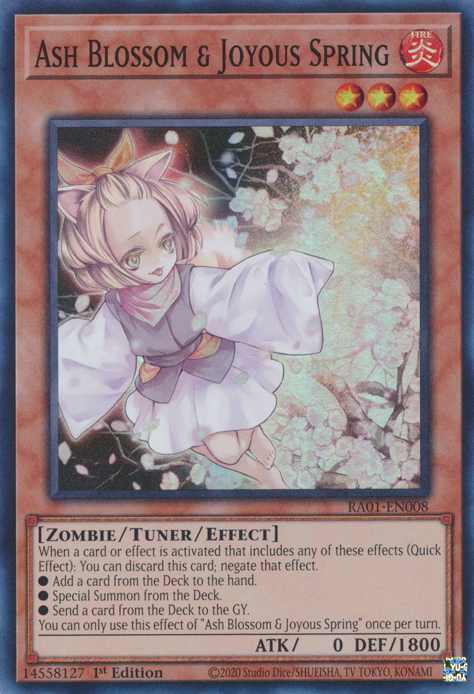 ASH BLOSSOM & JOYOUS SPRING
FIRE
炎
RA01-EN008
[ZOMBIE/TUNER/EFFECT]
When a card or effect is activated that includes any of these effects (Quick
Effect): You can discard this card; negate that effect.
● Add a card from the Deck to the hand.
● Special Summon from the Deck.
● Send a card from the Deck to the GY.
You can only use this effect of "Ash Blossom & Joyous Spring" once per turn.
ATK/ 0 DEF/1800
14558127 1st Edition ©2020 Studio Dice/SHUEISHA, TV TOKYO, KONAMI